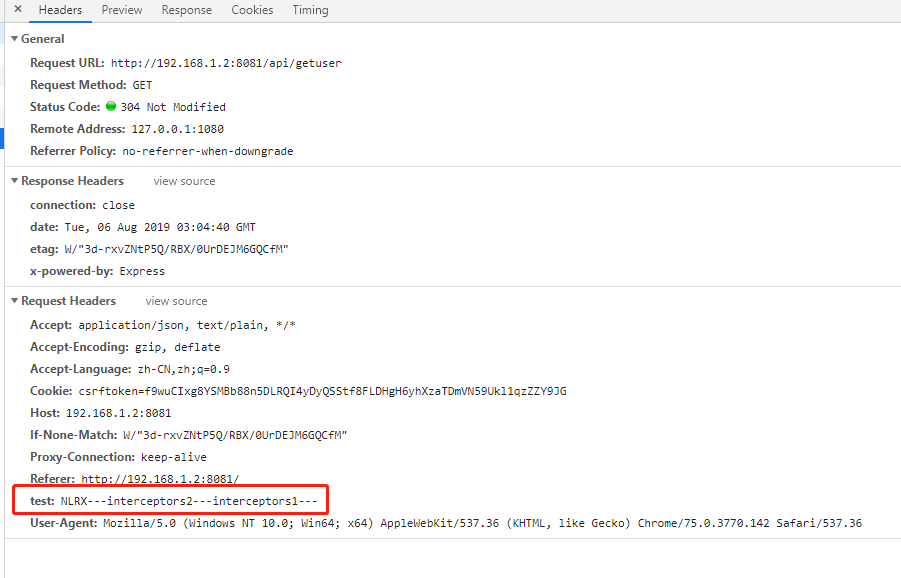 × Headers Preview Response Cookies Timing
▼General
Request URL: http://192.168.1.2:8081/api/getuser
Request Method: GET
Status Code: 304 Not Modified
Remote Address: 127.0.0.1:1080
Referrer Policy: no-referrer-when-downgrade
▼Response Headers view source
connection: close
date: Tue, 06 Aug 2019 03:04:40 GMT
etag: W/"3d-rxvZNtP5Q/RBX/0UrDEJM6GQCfM"
x-powered-by: Express
▼Request Headers view source
Accept: application/json, text/plain, */*
Accept-Encoding: gzip, deflate
Accept-Language: zh-CN,zh;q=0.9
Cookie: csrftoken=f9wuCIxg8YSMBb88n5DLRQI4yDyQSStf8FLDHgH6yhXzaTDmVN59Ukl1qzZZY9JG
Host: 192.168.1.2:8081
If-None-Match: W/"3d-rxvZNtP5Q/RBX/0UrDEJM6GQCfM"
Proxy-Connection: keep-alive
Referer: http://192.168.1.2:8081/
test: NLRX---interceptors2---interceptors1---
User-Agent: Mozilla/5.0 (Windows NT 10.0; Win64; x64) AppleWebKit/537.36 (KHTML, like Gecko) Chrome/75.0.3770.142 Safari/537.36